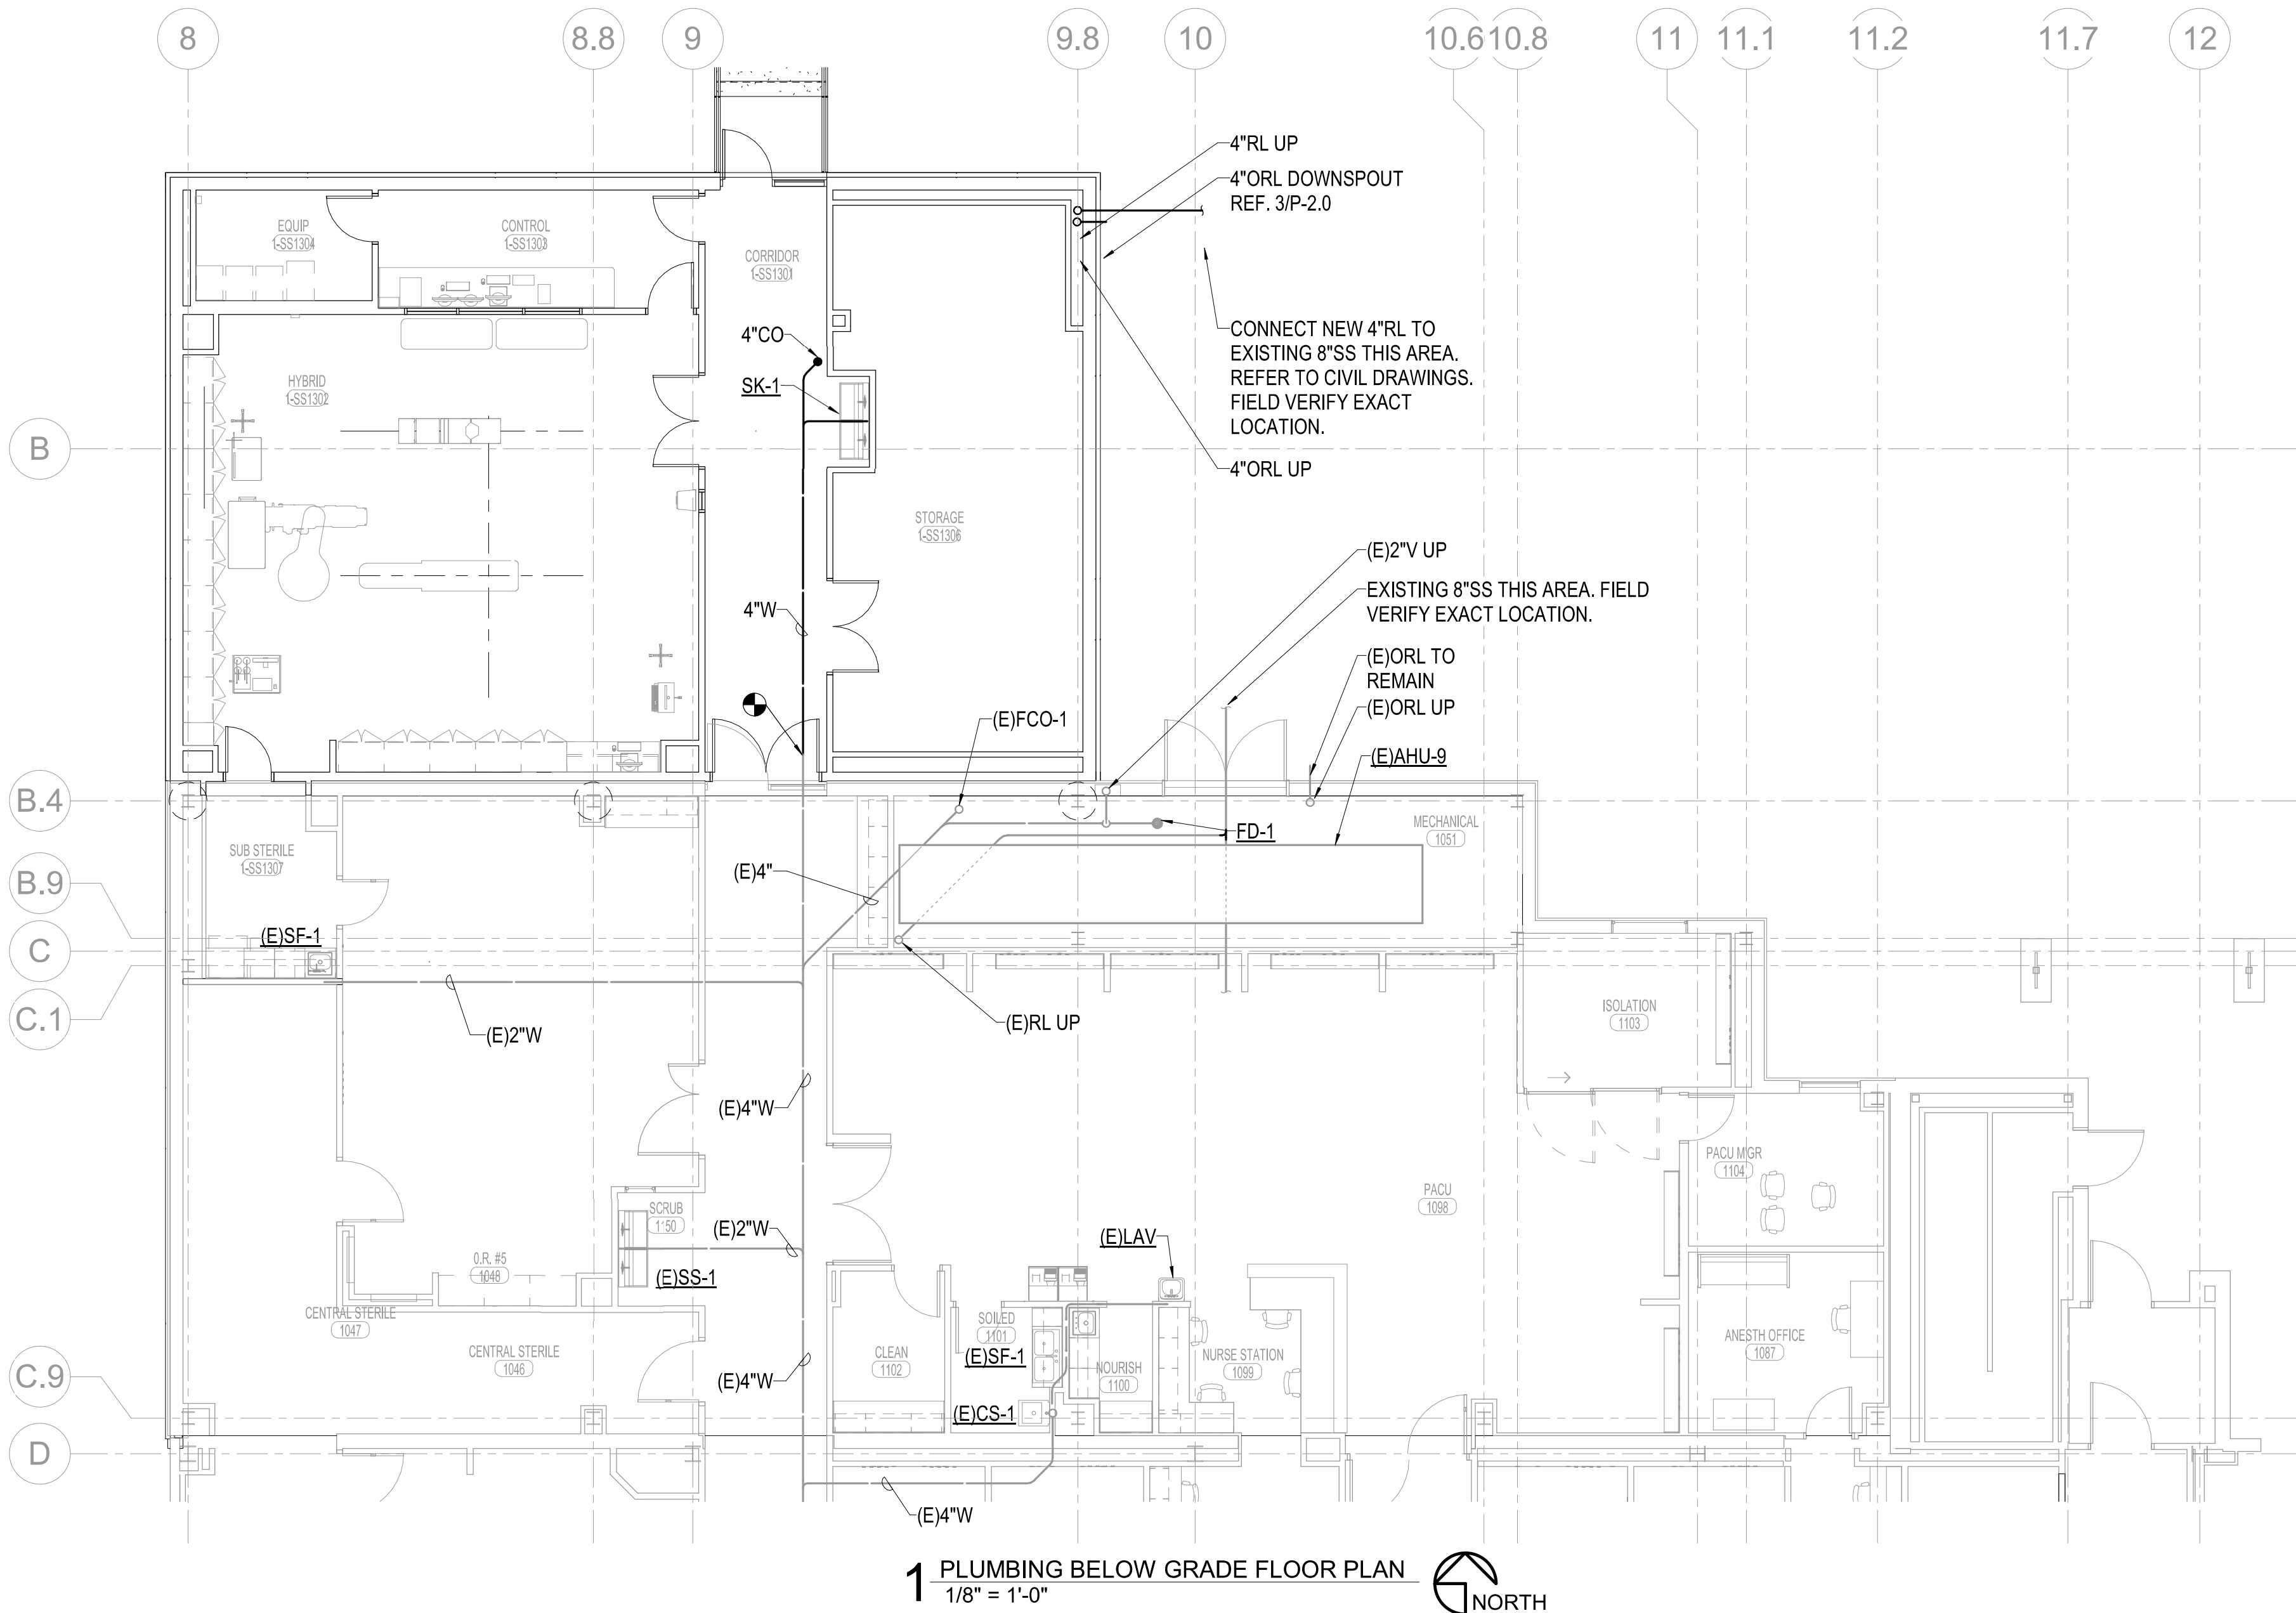 8
8.8
9
9.8
10
10.6
10.8
11
11.1
11.2
11.7
12
4"RL UP
4"ORL DOWNSPOUT
REF. 3/P-2.0
EQUIP
1-SS1304
CONTROL
1-SS1303
CORRIDOR
1-SS1301
4"CO
SK-1
CONNECT NEW 4"RL TO
EXISTING 8"SS THIS AREA.
REFER TO CIVIL DRAWINGS.
FIELD VERIFY EXACT
LOCATION.
HYBRID
1-SS1302
B
4"ORL UP
STORAGE
1-SS1306
(E)2"V UP
EXISTING 8"SS THIS AREA. FIELD
VERIFY EXACT LOCATION.
4"W
(E)ORL TO
REMAIN
(E)ORL UP
(E)FCO-1
(E)AHU-9
B.4
MECHANICAL
1051
FD-1
SUB STERILE
1-SS1307
(E)4"
B.9
(E)SF-1
C
C.1
(E)2"W
(E)RL UP
ISOLATION
1103
(E)4"W
PACU MGR
1104
PACU
1098
SCRUB
1150
(E)2"W
(E)LAV
O.R. #5
1048
(E)SS-1
CENTRAL STERILE
1047
CENTRAL STERILE
1046
SOILED
1101
(E)SF-1
CLEAN
1102
NOURISH
1100
NURSE STATION
1099
ANESTH OFFICE
1087
C.9
(E)4"W
(E)CS-1
D
(E)4"W
1 PLUMBING BELOW GRADE FLOOR PLAN
1/8" = 1'-0"
NORTH